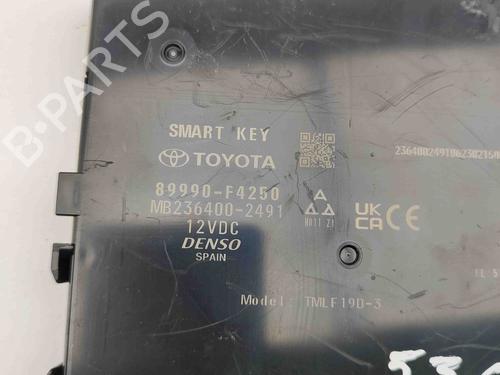 B-PARTS
SMART KEY
TOYOTA
89990-F4250
MB236400-2491
12VDC
DENSO
SPAIN
UK
CA CE
Model: TMLF19D-3